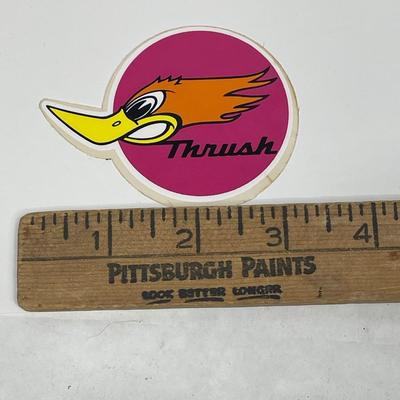 Thrush
1 2 3 4
PITTSBURGH PAINTS
LOOK BETTER LONGER